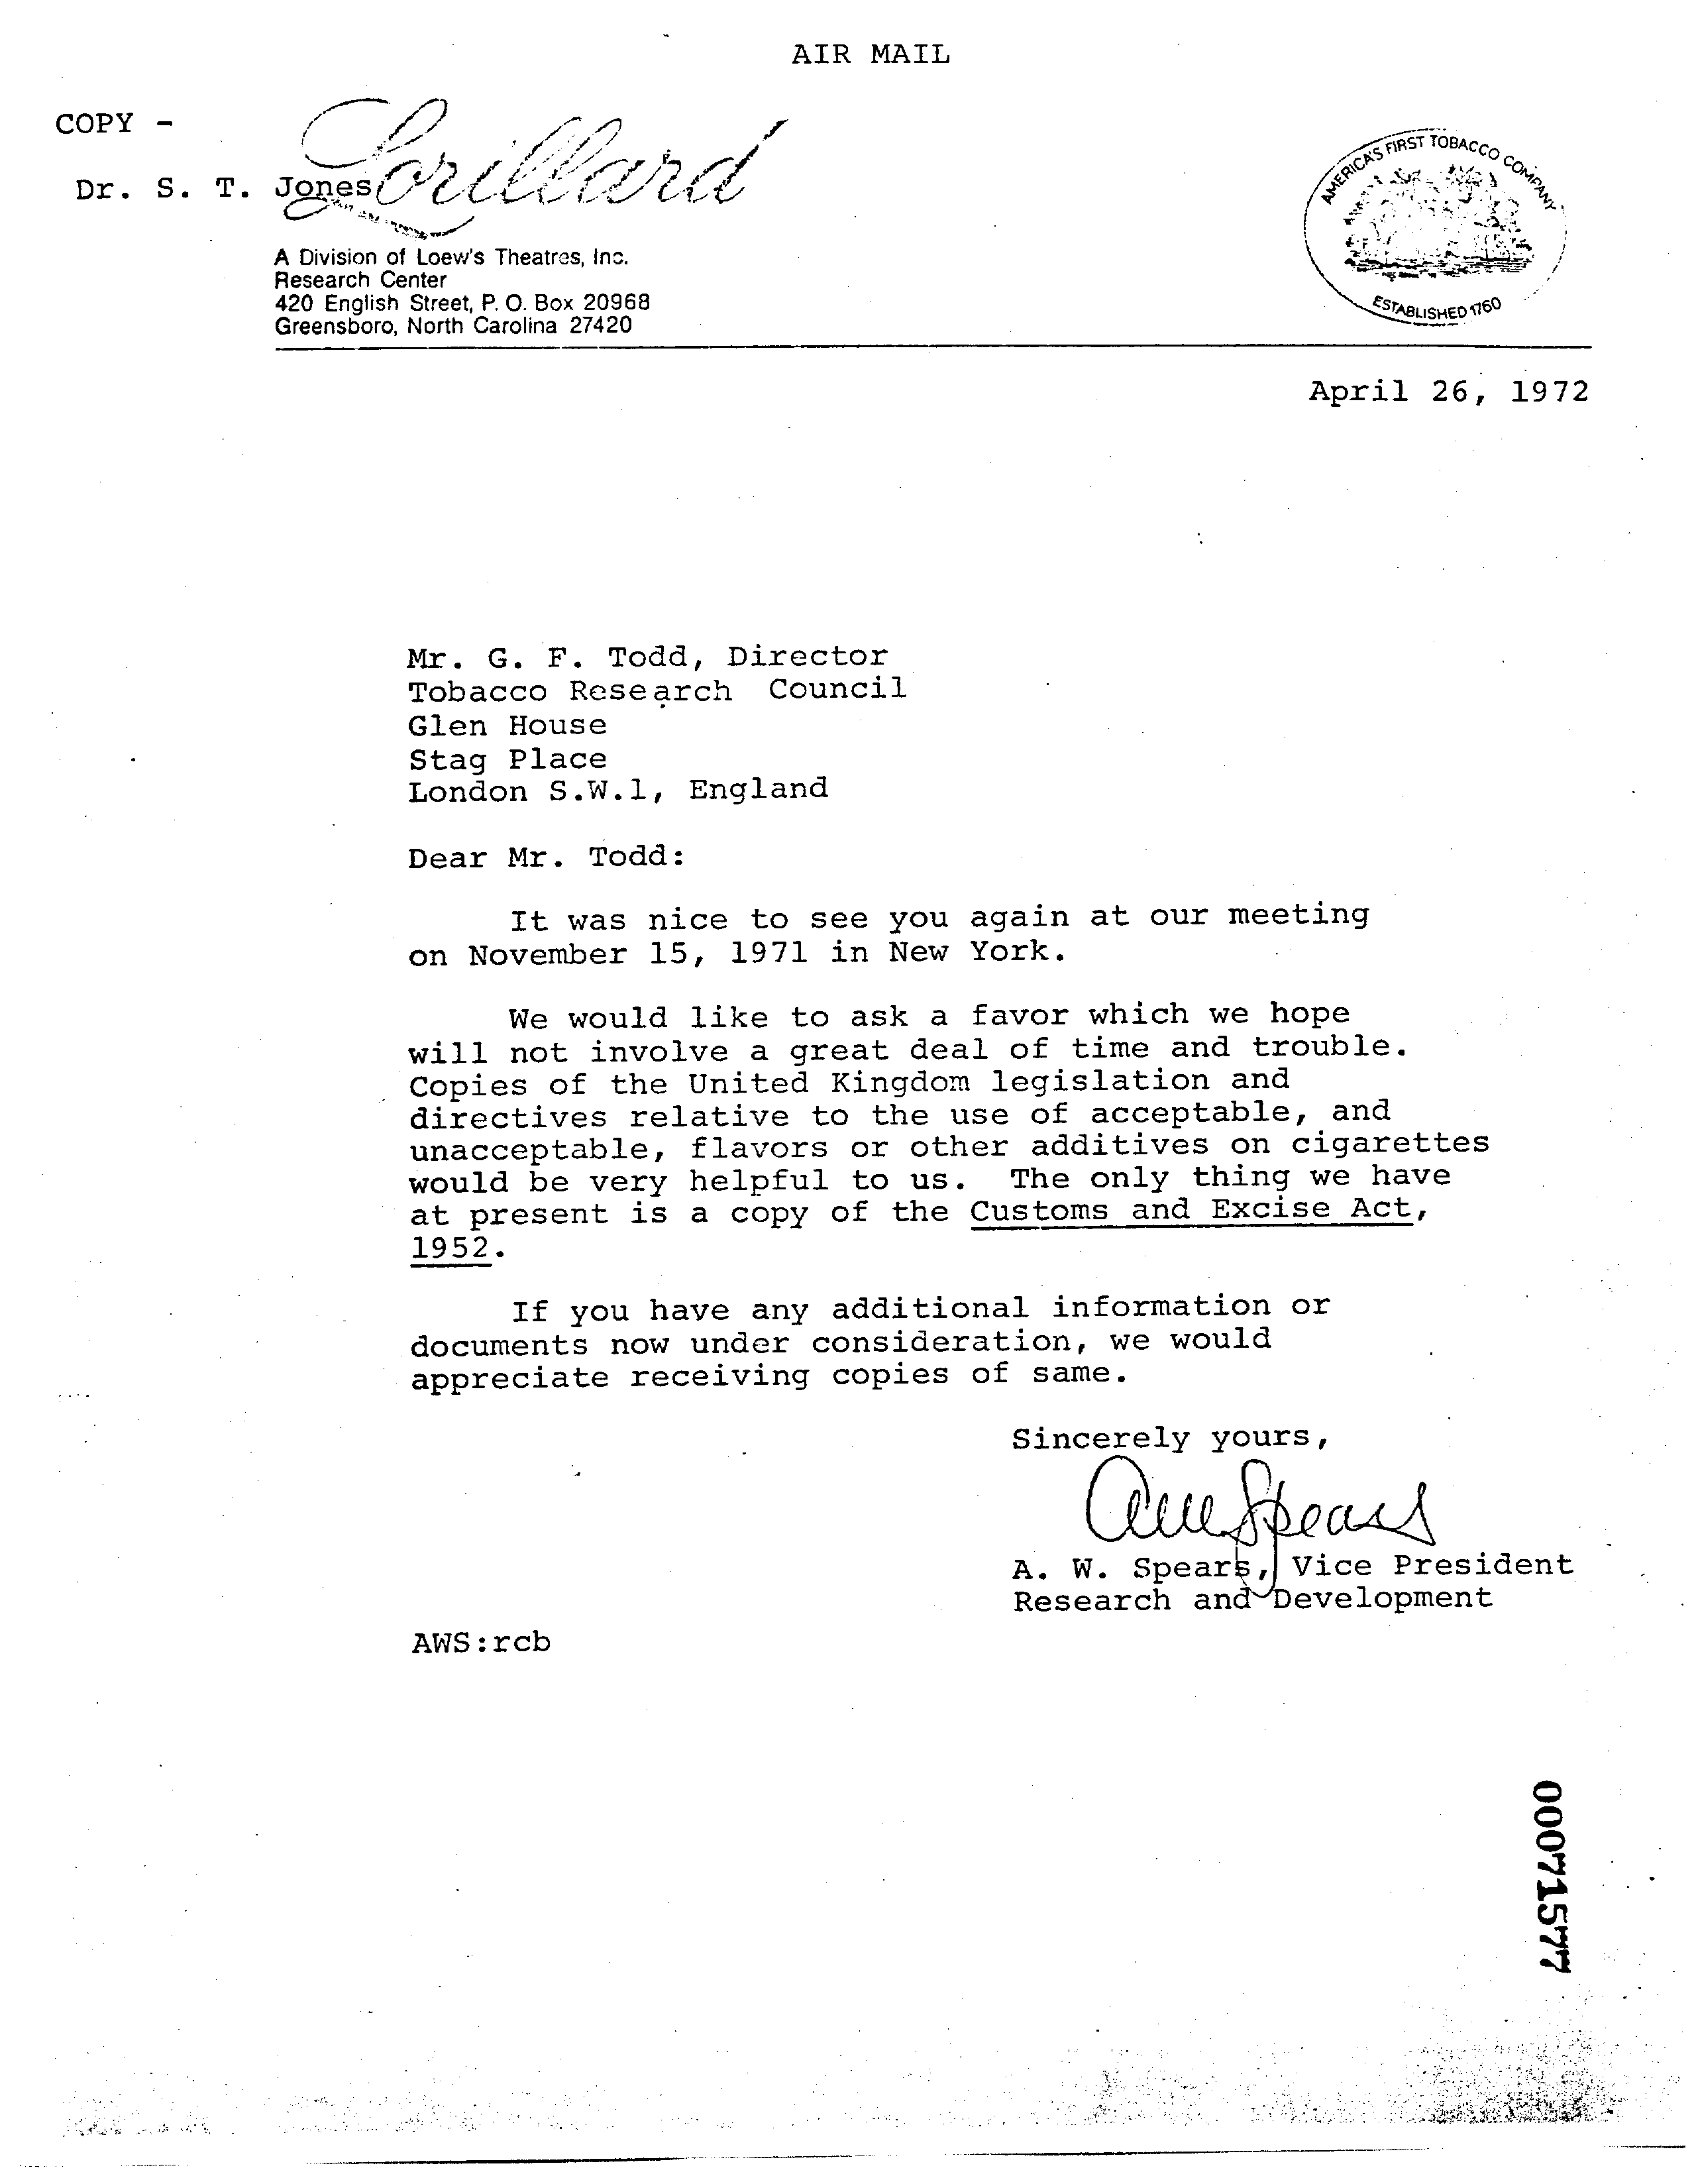 AIR MAIL
COPY -
Dr. S. T. Jones
Lorillard
A Division of Loew's Theatres, Inc.
Research Center
420 English Street, P. O. Box 20968
Greensboro, North Carolina 27420
AMERICA'S FIRST TOBACCO COMPANY
ESTABLISHED 1760
April 26, 1972
Mr. G. F. Todd, Director
Tobacco Research Council
Glen House
Stag Place
London S.W.1, England
Dear Mr. Todd:
It was nice to see you again at our meeting
on November 15, 1971 in New York.
We would like to ask a favor which we hope
will not involve a great deal of time and trouble.
Copies of the United Kingdom legislation and
directives relative to the use of acceptable, and
unacceptable, flavors or other additives on cigarettes
would be very helpful to us. The only thing we have
at present is a copy of the Customs and Excise Act,
1952.
If you have any additional information or
documents now under consideration, we would
appreciate receiving copies of same.
Sincerely yours,
AW Spears
A. W. Spears, Vice President
Research and Development
AWS:rcb
00071577